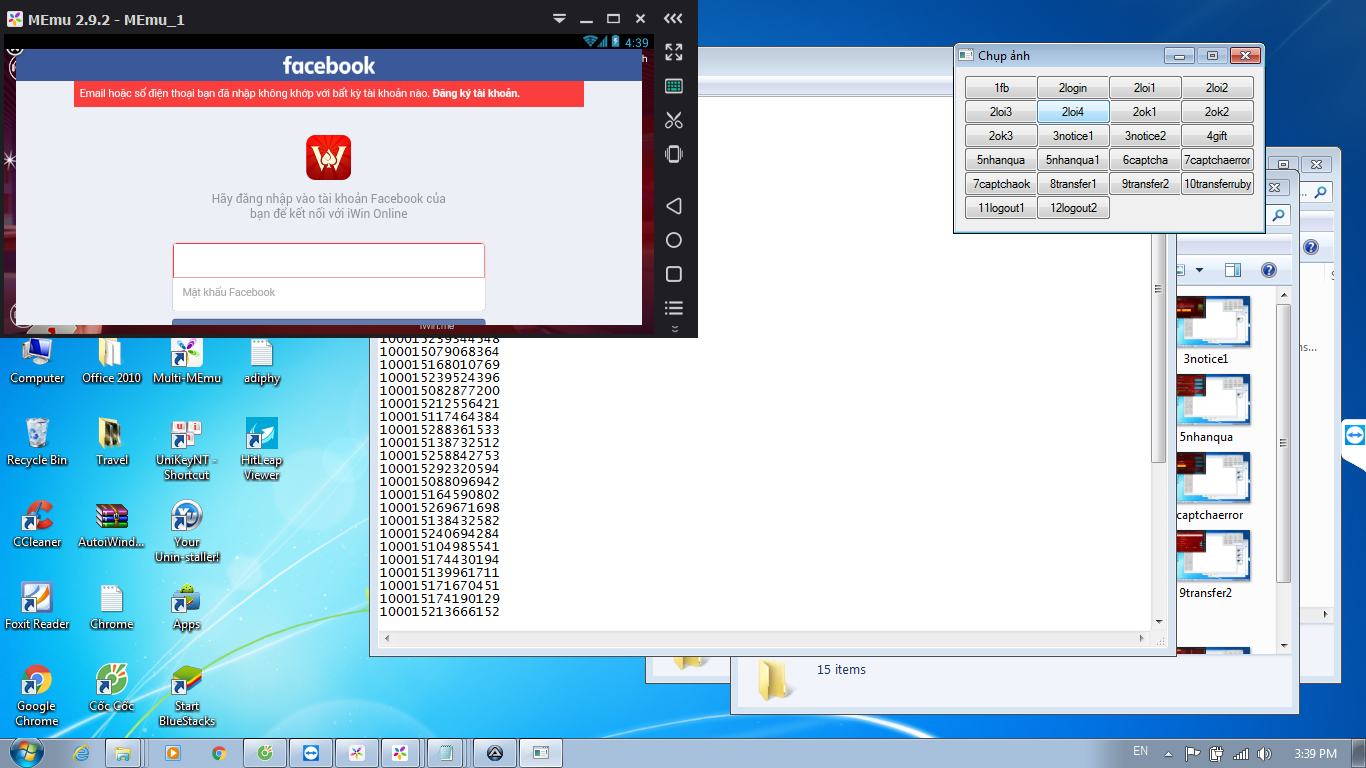 MEmu 2.9.2 - MEmu_1
4:39
facebook
Email hoặc số điện thoại bạn đã nhập không khớp với bất kỳ tài khoản nào. Đăng ký tài khoản.
W
Hãy đăng nhập vào tài khoản Facebook của
bạn để kết nối với iWin Online
Mật khẩu Facebook
iWin.me
Chụp ảnh
1fb 2login 2loi1 2loi2
2loi3 2loi4 2ok1 2ok2
2ok3 3notice1 3notice2 4gift
5nhanqua 5nhanqua1 6captcha 7captchaerror
7captchaok 8transfer1 9transfer2 10transferruby
11logout1 12logout2
100015239344348
100015079068364
100015168010769
100015239524396
100015082877200
100015212556421
100015117464384
100015288361533
100015138732512
100015258842753
100015292320594
100015088096942
100015164590802
100015269671698
100015138432582
100015240694284
100015104985541
100015174430194
100015139961711
100015171670451
100015174190129
100015213666152
3notice1
5nhanqua
captchaerror
9transfer2
15 items
Computer
Office 2010
Multi-MEmu
adiphy
Recycle Bin
Travel
UniKeyNT -
Shortcut
HitLeap
Viewer
CCleaner
AutoiWind...
Your
Unin-staller!
Foxit Reader
Chrome
Apps
Google
Chrome
Cốc Cốc
Start
BlueStacks
EN
3:39 PM